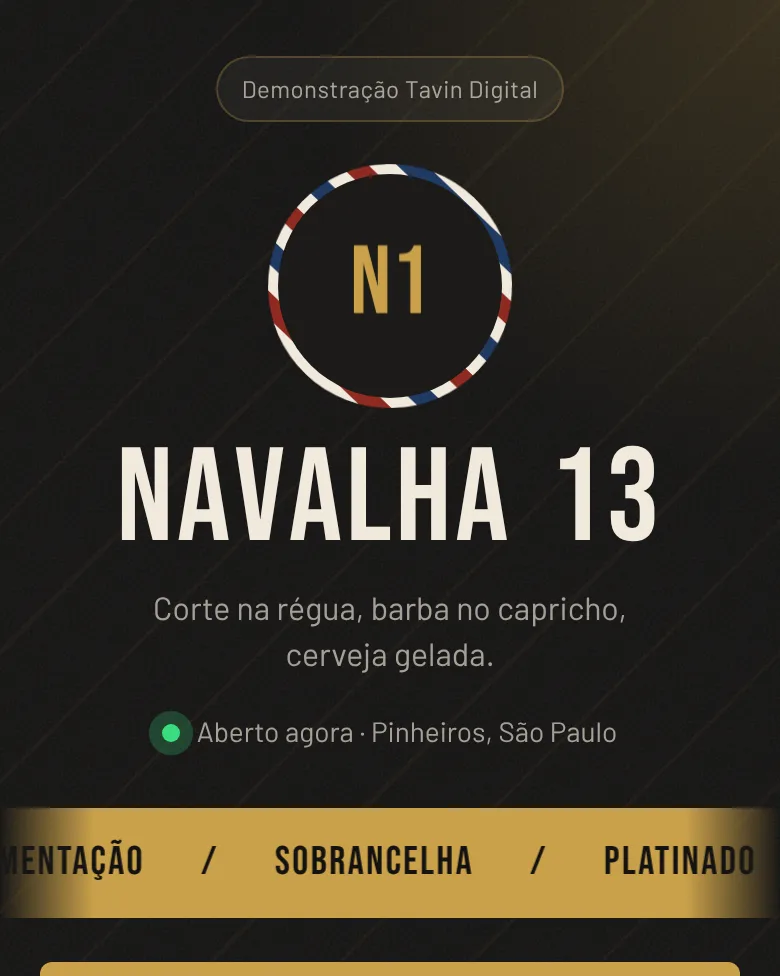 Demonstração Tavin Digital
N1
NAVALHA 13
Corte na régua, barba no capricho,
cerveja gelada.
Aberto agora · Pinheiros, São Paulo
MENTAÇÃO / SOBRANCELHA / PLATINADO